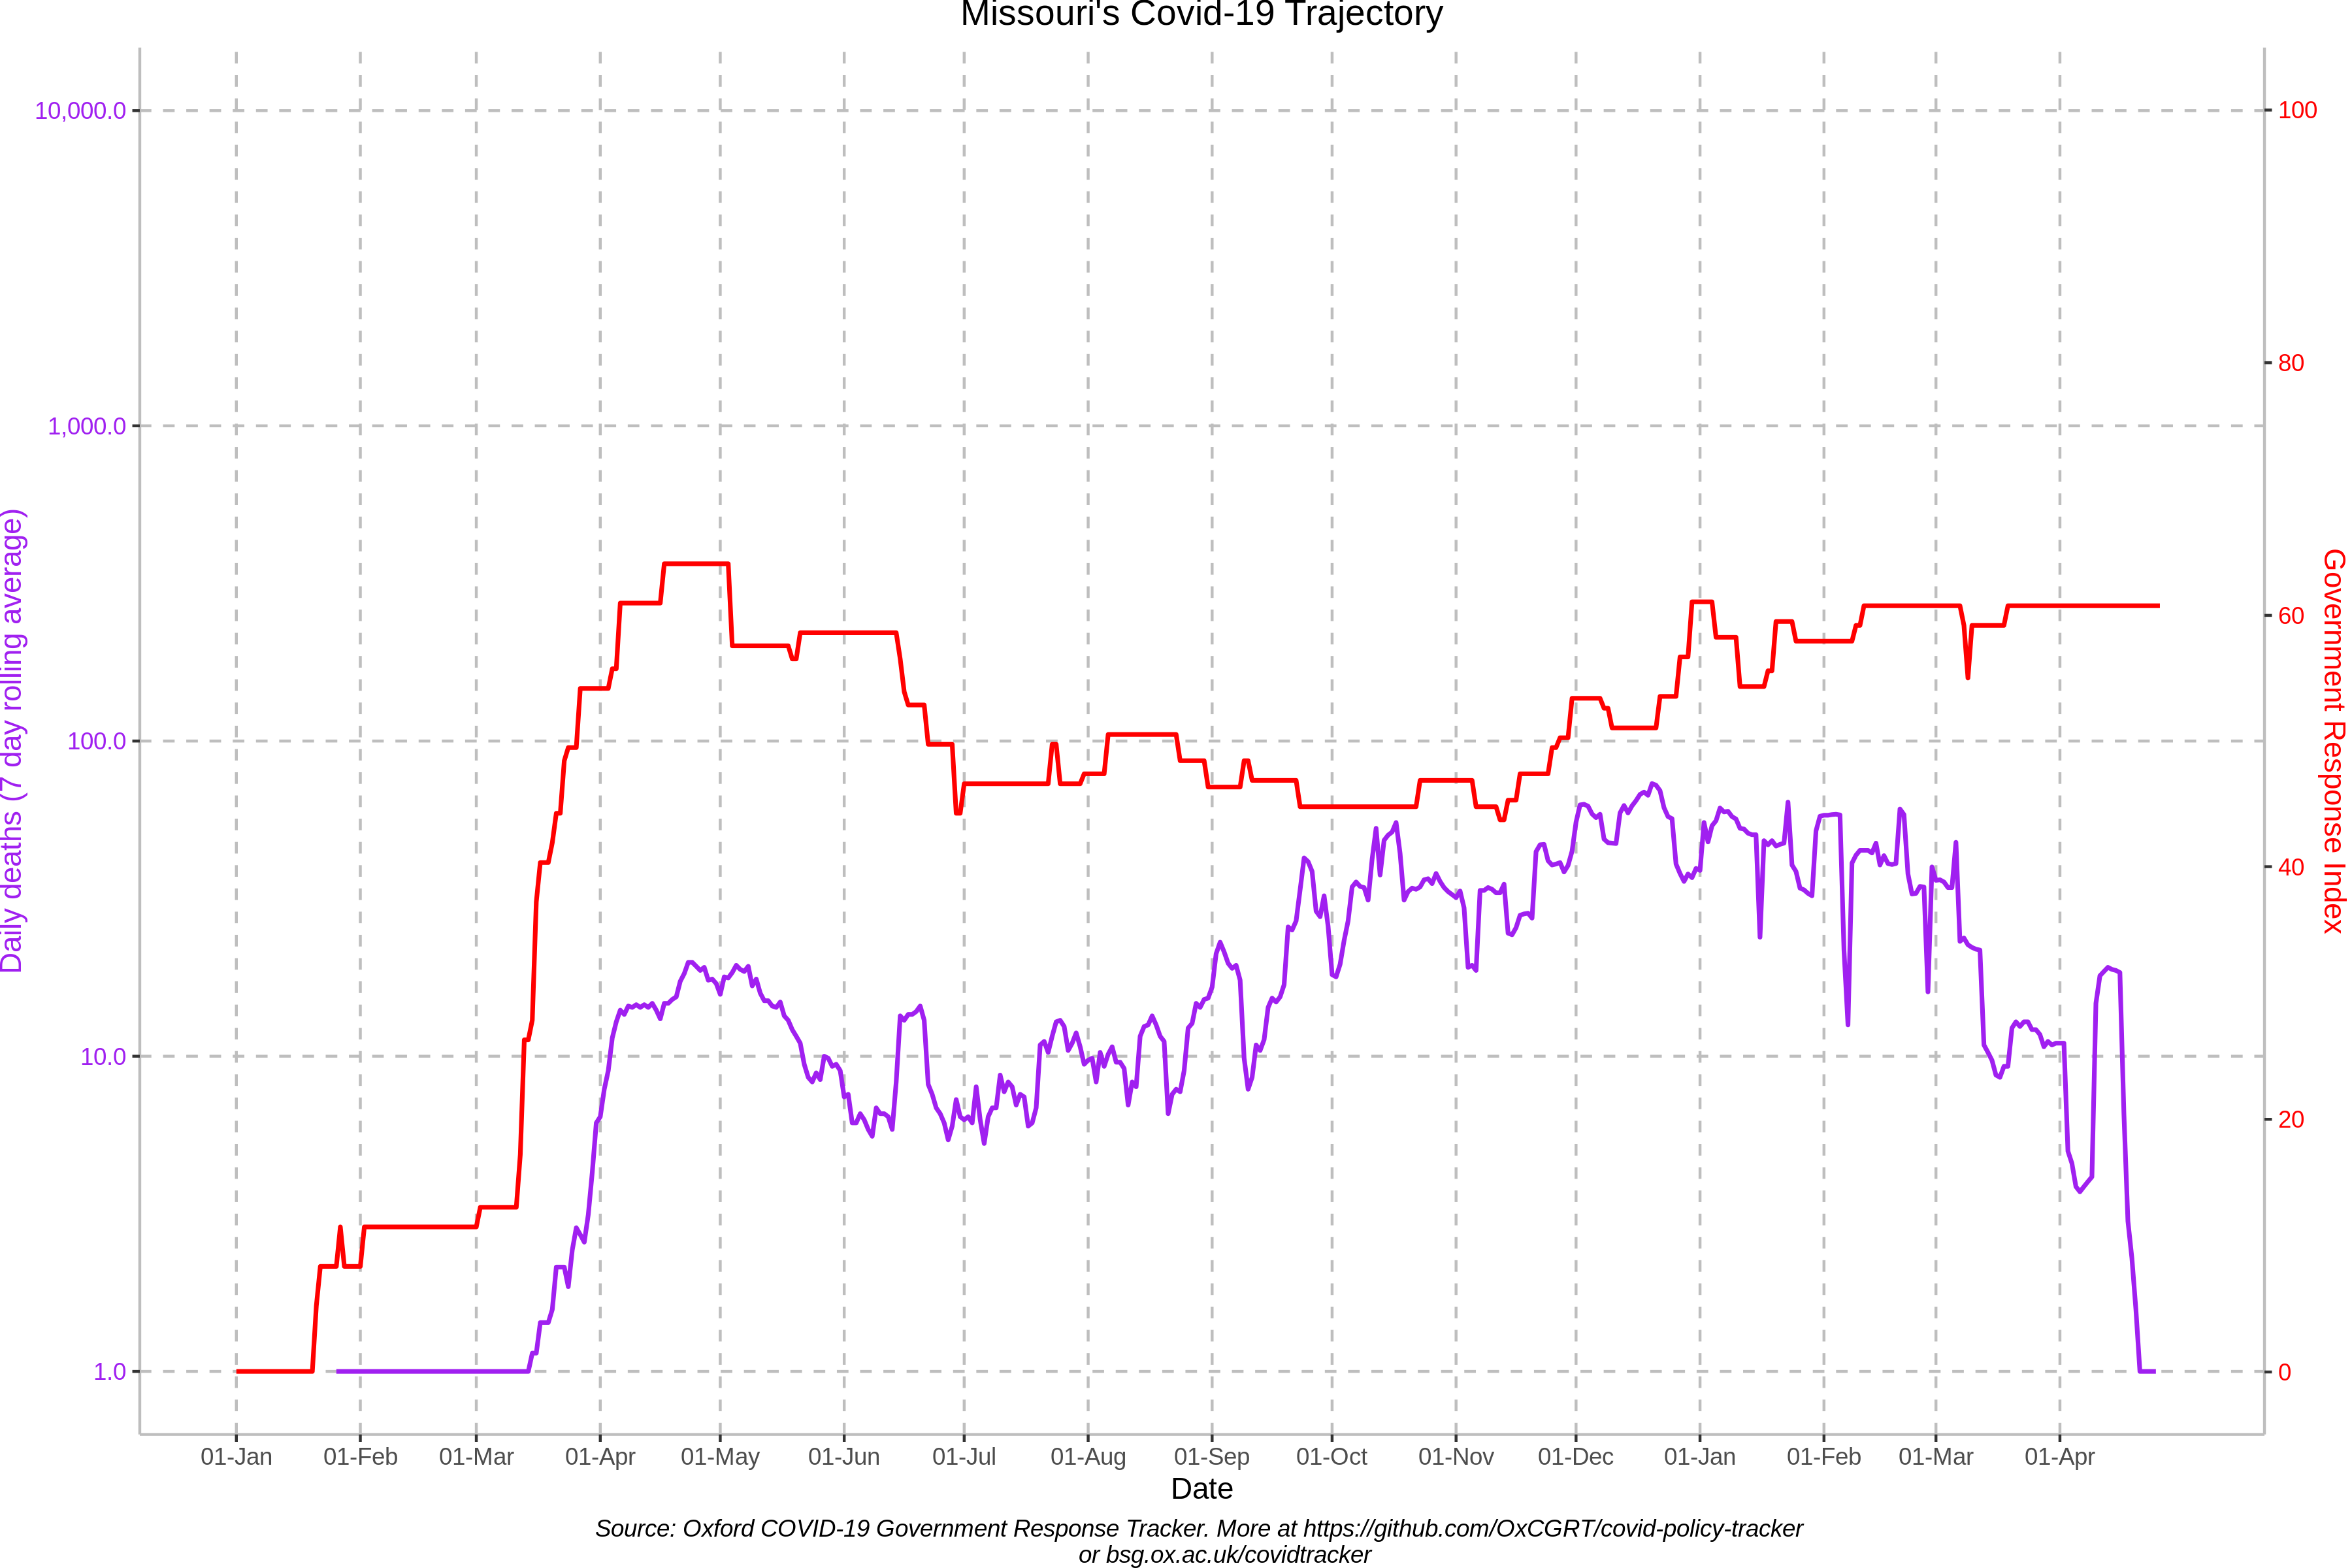 Missouri's Covid-19 Trajectory
10,000.0
1,000.0
100.0
10.0
1.0
Daily deaths (7 day rolling average)
100
80
60
40
20
0
Government Response Index
01-Jan 01-Feb 01-Mar 01-Apr 01-May 01-Jun 01-Jul 01-Aug 01-Sep 01-Oct 01-Nov 01-Dec 01-Jan 01-Feb 01-Mar 01-Apr
Date
Source: Oxford COVID-19 Government Response Tracker. More at https://github.com/OxCGRT/covid-policy-tracker
or bsg.ox.ac.uk/covidtracker